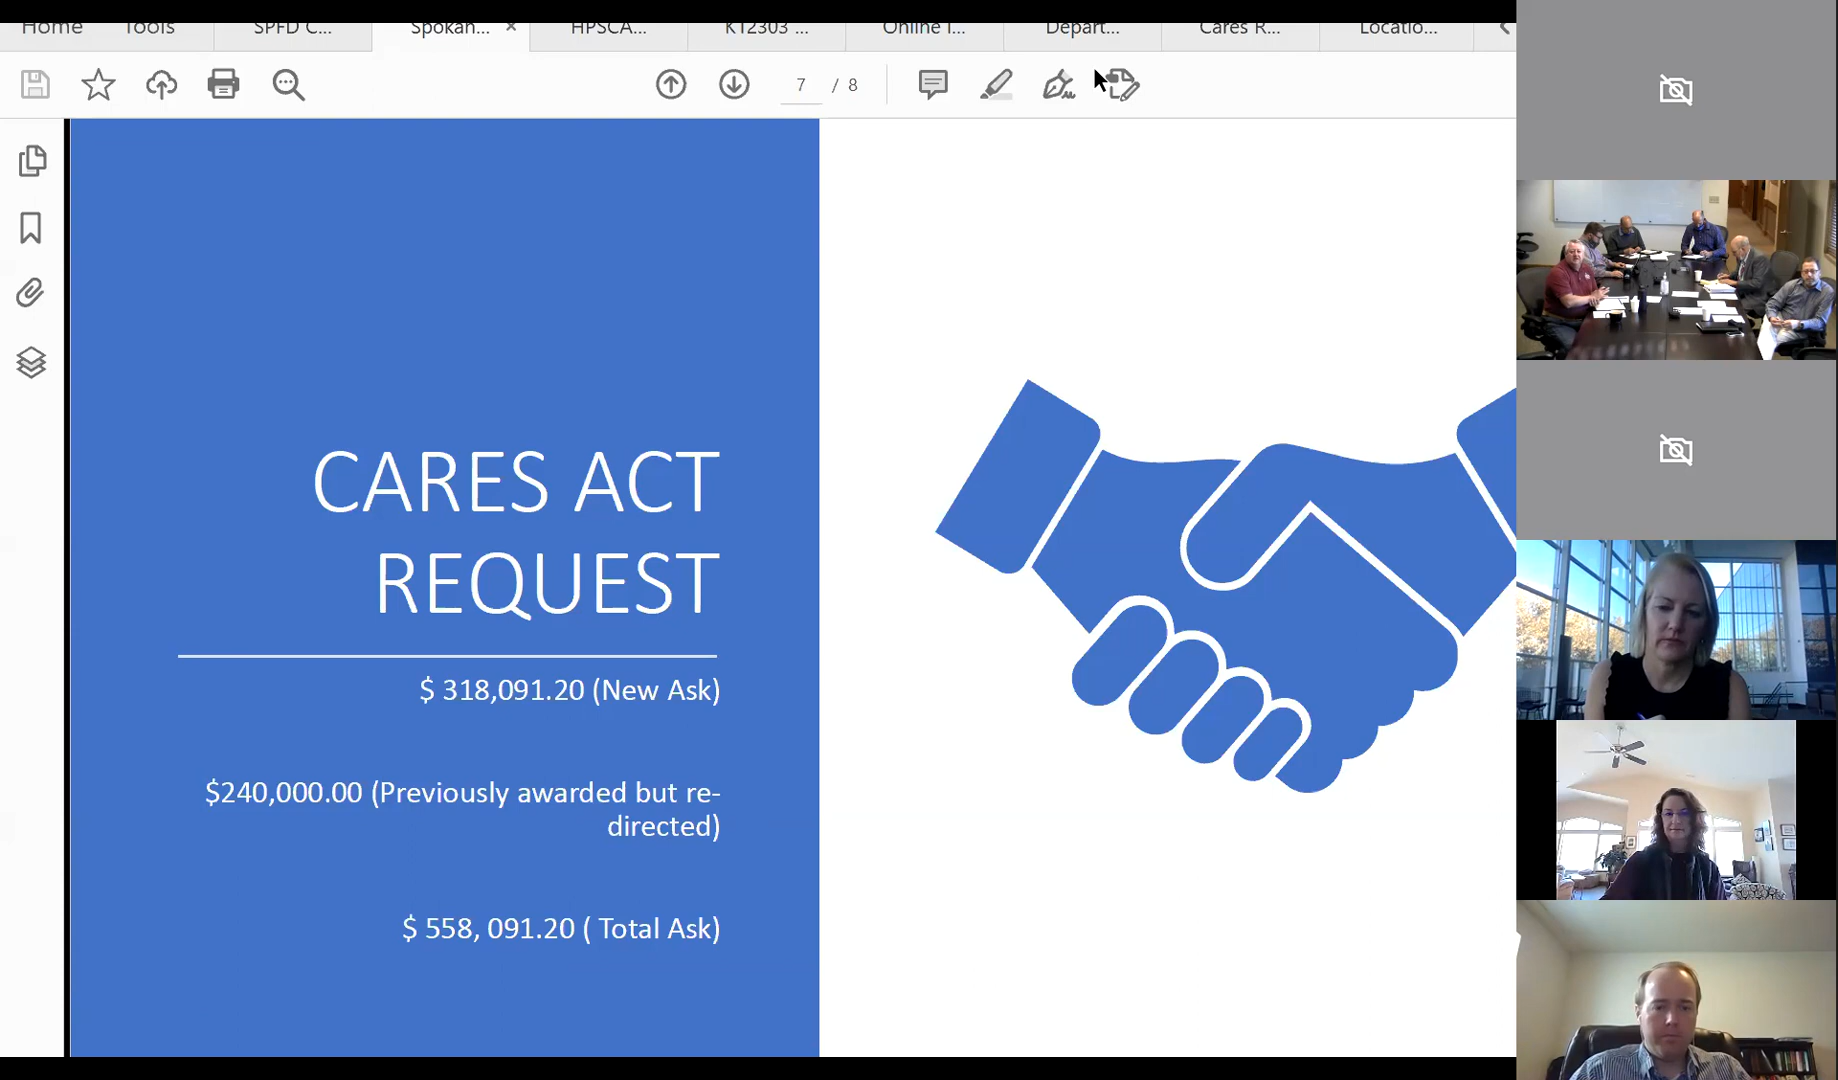 Home Tools SPFD C... Spokan... × HPSCA... KT2303 ... Online I... Depart... Cares R... Locatio...
7 / 8
CARES ACT
REQUEST
$ 318,091.20 (New Ask)
$240,000.00 (Previously awarded but re-
directed)
$ 558, 091.20 ( Total Ask)